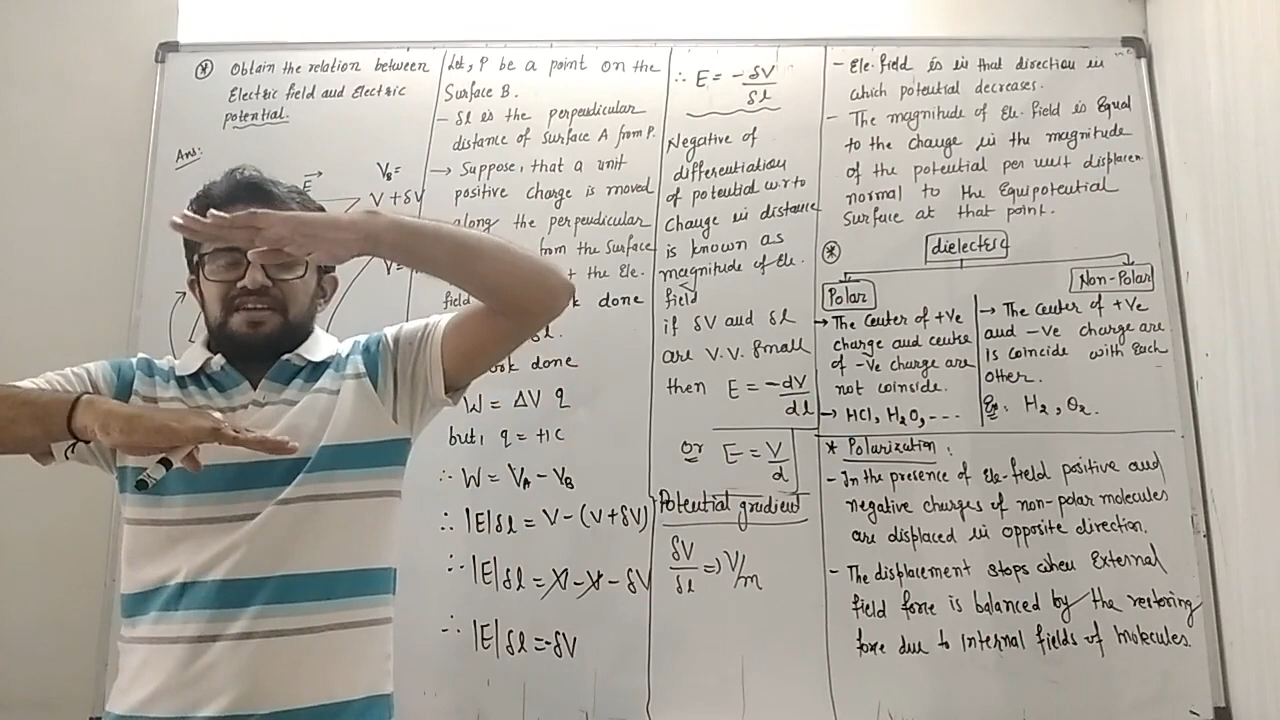 * Obtain the relation between
Electric field and Electric
potential.
Ans:
E
V_B =
V + δV
V =
Let, P be a point on the
Surface B.
- δl is the perpendicular
distance of surface A from P.
→ Suppose, that a unit
positive charge is moved
along the perpendicular
from the surface
the Ele.
field done
done
W = ΔV q
but, q = +1C
∴ W = V_A - V_B
∴ |E| δl = V - (V + δV)
∴ |E| δl = V - V - δV
∴ |E| δl = -δV
∴ E = -δV/δl
Negative of
differentiation
of potential w.r to
change in distance
is known as
magnitude of Ele.
field
if δV and δl
are V.V. Small
then E = -dV/dl
or E = V/d
Potential gradient
δV/δl => V/m
- Ele. field is in that direction in
which potential decreases.
- The magnitude of Ele. field is Equal
to the change in the magnitude
of the potential per unit displacen.
normal to the Equipotential
Surface at that point.
* dielecterc
Polar
→ The center of +Ve
charge and centre
of -Ve charge are
not coinside.
→ HCl, H₂O, ----
Non-Polar
→ The center of +Ve
and -Ve charge are
is coincide with Each
other.
Ex: H₂, O₂.
* Polarization:
- In the presence of Ele-field positive and
negative charges of non-polar molecules
are displaced in opposite direction.
- The displacement stops when External
field force is balanced by the restoring
force due to Internal fields of molecules.